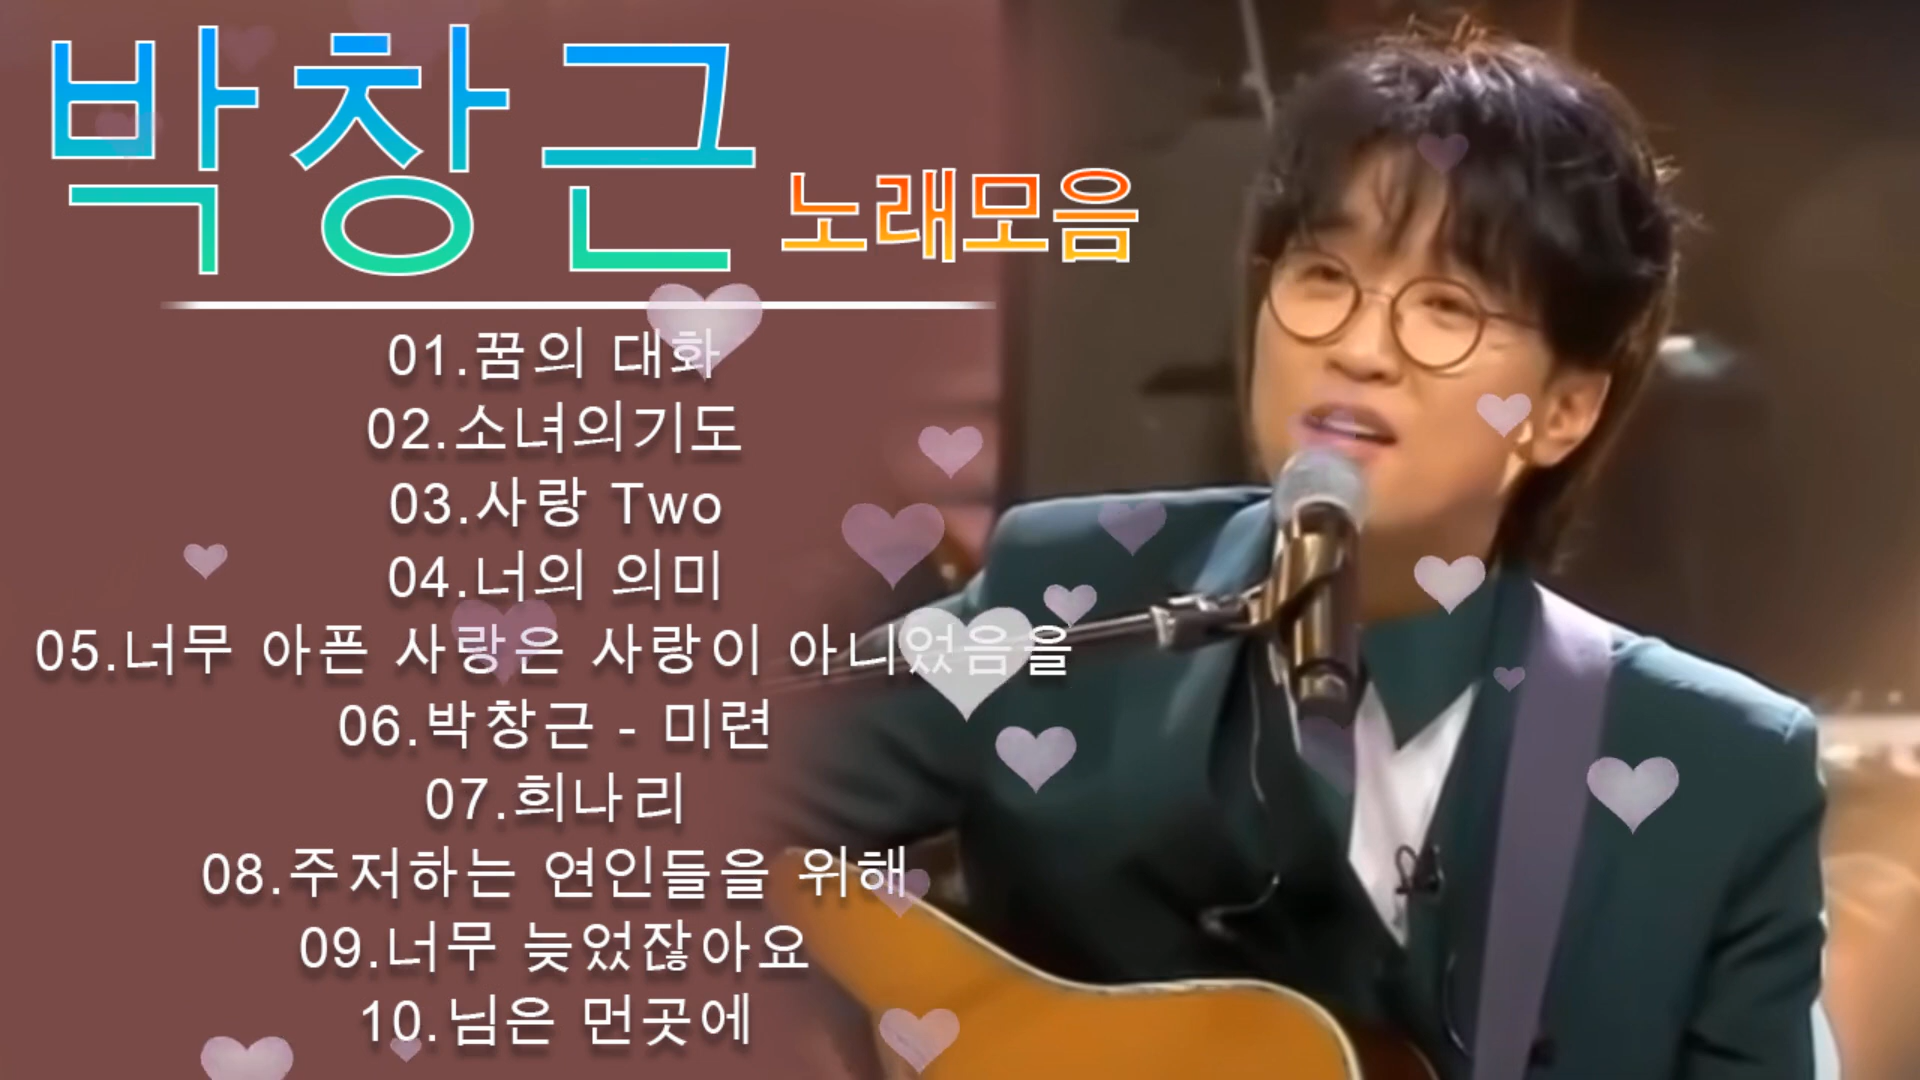 박창근 노래모음
01.꿈의 대화
02.소녀의기도
03.사랑 Two
04.너의 의미
05.너무 아픈 사랑은 사랑이 아니었음을
06.박창근 - 미련
07.희나리
08.주저하는 연인들을 위해
09.너무 늦었잖아요
10.님은 먼곳에